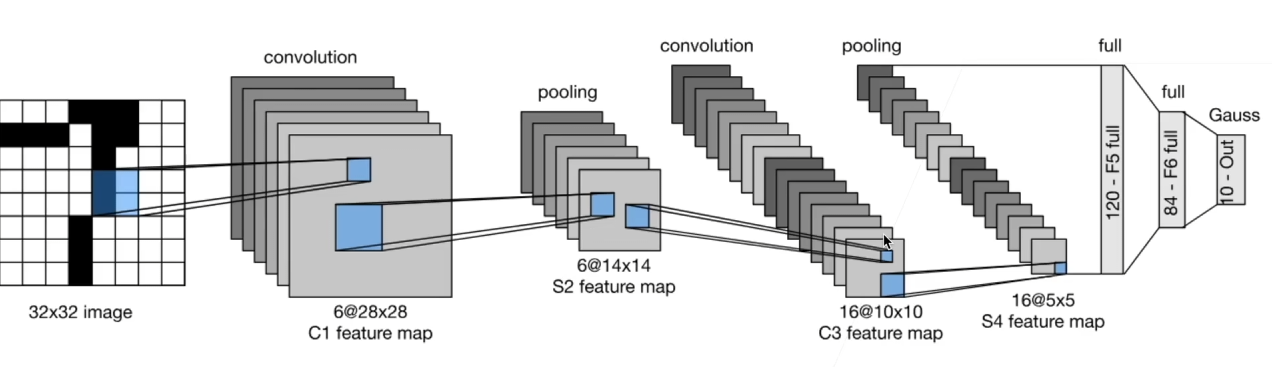 convolution
pooling
convolution
pooling
full
full
Gauss
120 - F5 full
84 - F6 full
10 - Out
32x32 image
6@28x28
C1 feature map
6@14x14
S2 feature map
16@10x10
C3 feature map
16@5x5
S4 feature map